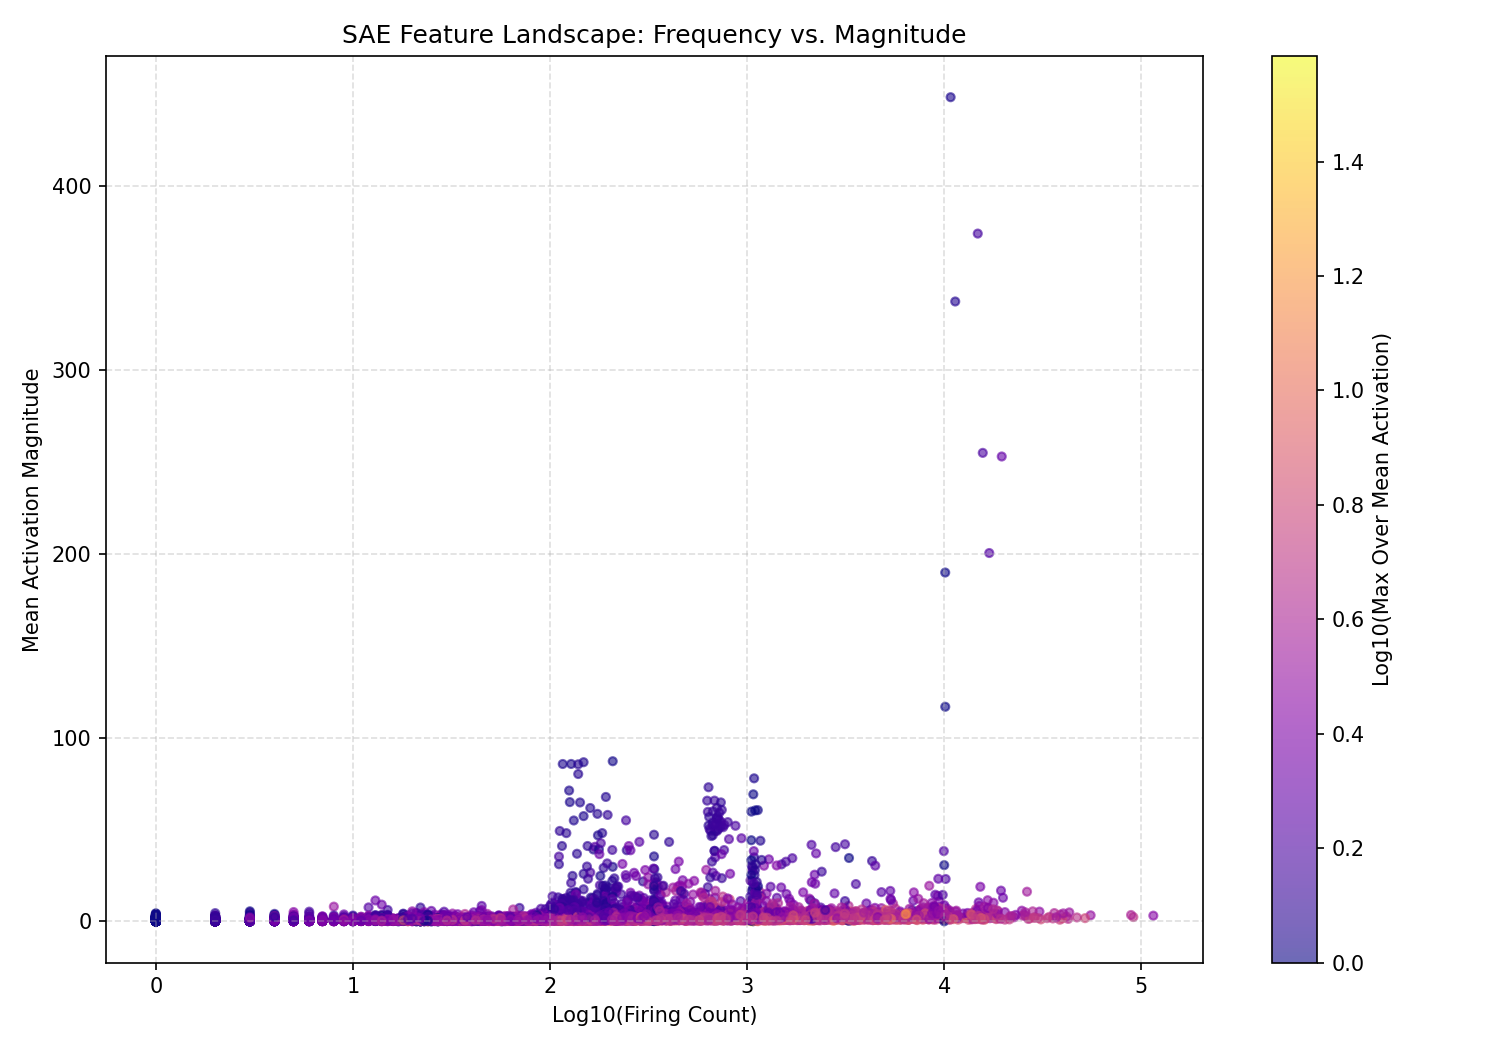 SAE Feature Landscape: Frequency vs. Magnitude
Mean Activation Magnitude
400
300
200
100
0
0 1 2 3 4 5
Log10(Firing Count)
1.4
1.2
1.0
0.8
0.6
0.4
0.2
0.0
Log10(Max Over Mean Activation)